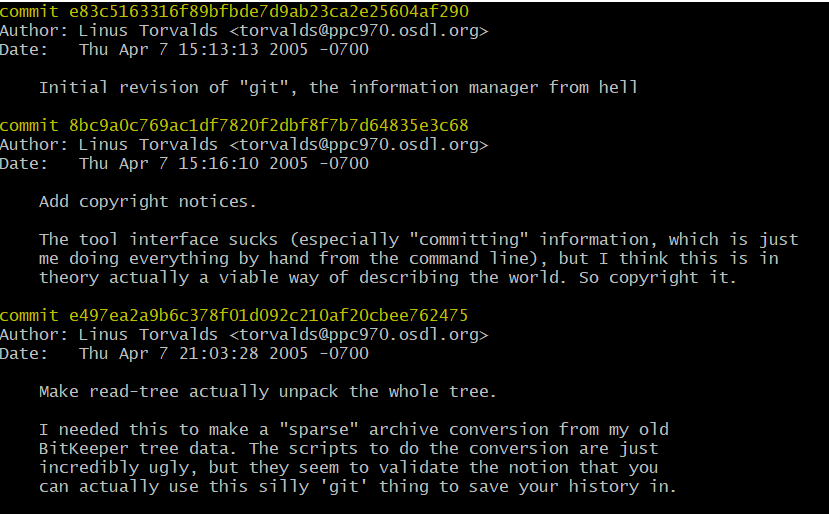 commit e83c5163316f89bfbde7d9ab23ca2e25604af290
Author: Linus Torvalds <torvalds@ppc970.osdl.org>
Date:   Thu Apr 7 15:13:13 2005 -0700
Initial revision of "git", the information manager from hell
commit 8bc9a0c769ac1df7820f2dbf8f7b7d64835e3c68
Author: Linus Torvalds <torvalds@ppc970.osdl.org>
Date:   Thu Apr 7 15:16:10 2005 -0700
Add copyright notices.
The tool interface sucks (especially "committing" information, which is just
me doing everything by hand from the command line), but I think this is in
theory actually a viable way of describing the world. So copyright it.
commit e497ea2a9b6c378f01d092c210af20cbee762475
Author: Linus Torvalds <torvalds@ppc970.osdl.org>
Date:   Thu Apr 7 21:03:28 2005 -0700
Make read-tree actually unpack the whole tree.
I needed this to make a "sparse" archive conversion from my old
BitKeeper tree data. The scripts to do the conversion are just
incredibly ugly, but they seem to validate the notion that you
can actually use this silly 'git' thing to save your history in.